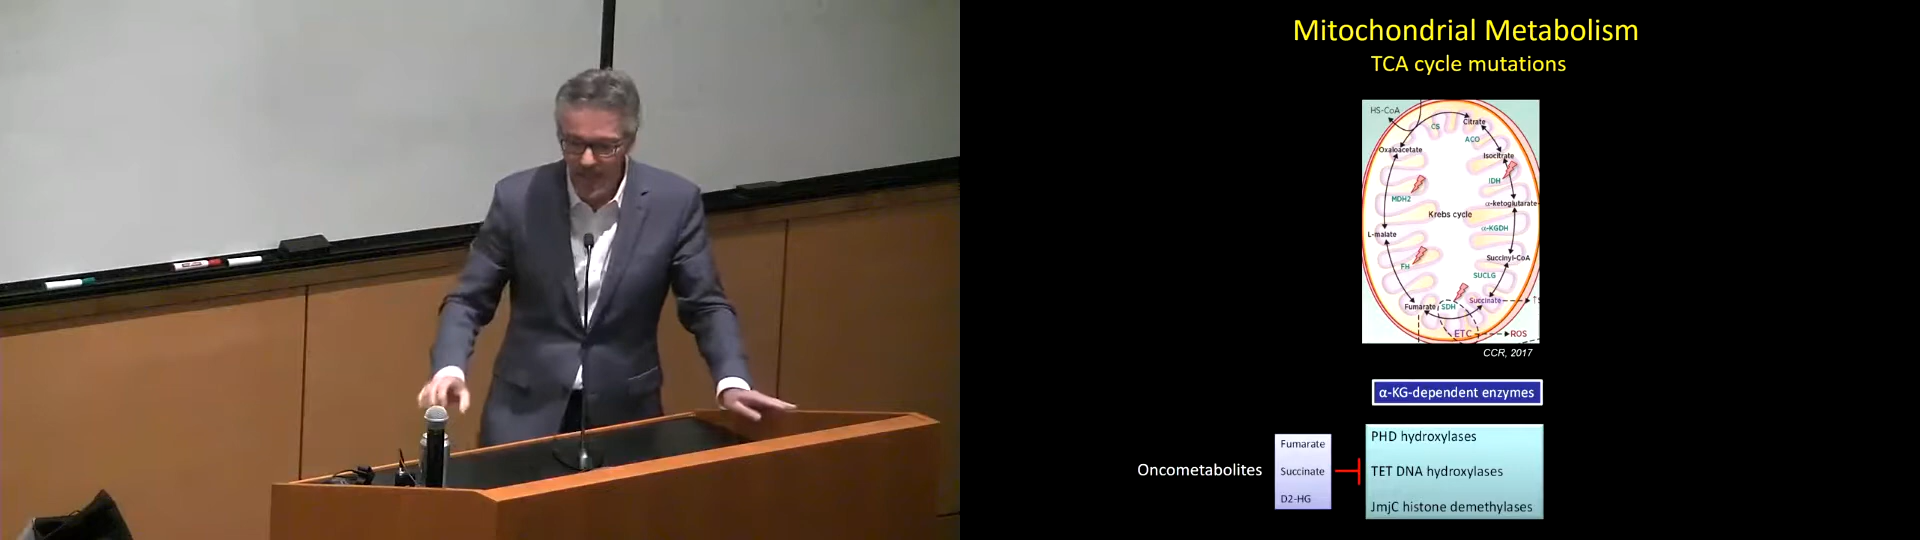 Mitochondrial Metabolism
TCA cycle mutations
HS-CoA
Citrate
CS
ACO
Oxaloacetate
Isocitrate
IDH
MDH2
α-ketoglutarate
Krebs cycle
α-KGDH
L-malate
Succinyl-CoA
FH
SUCLG
Succinate
Fumarate
SDH
ETC
ROS
CCR, 2017
α-KG-dependent enzymes
PHD hydroxylases
Fumarate
Oncometabolites
Succinate
TET DNA hydroxylases
D2-HG
JmjC histone demethylases